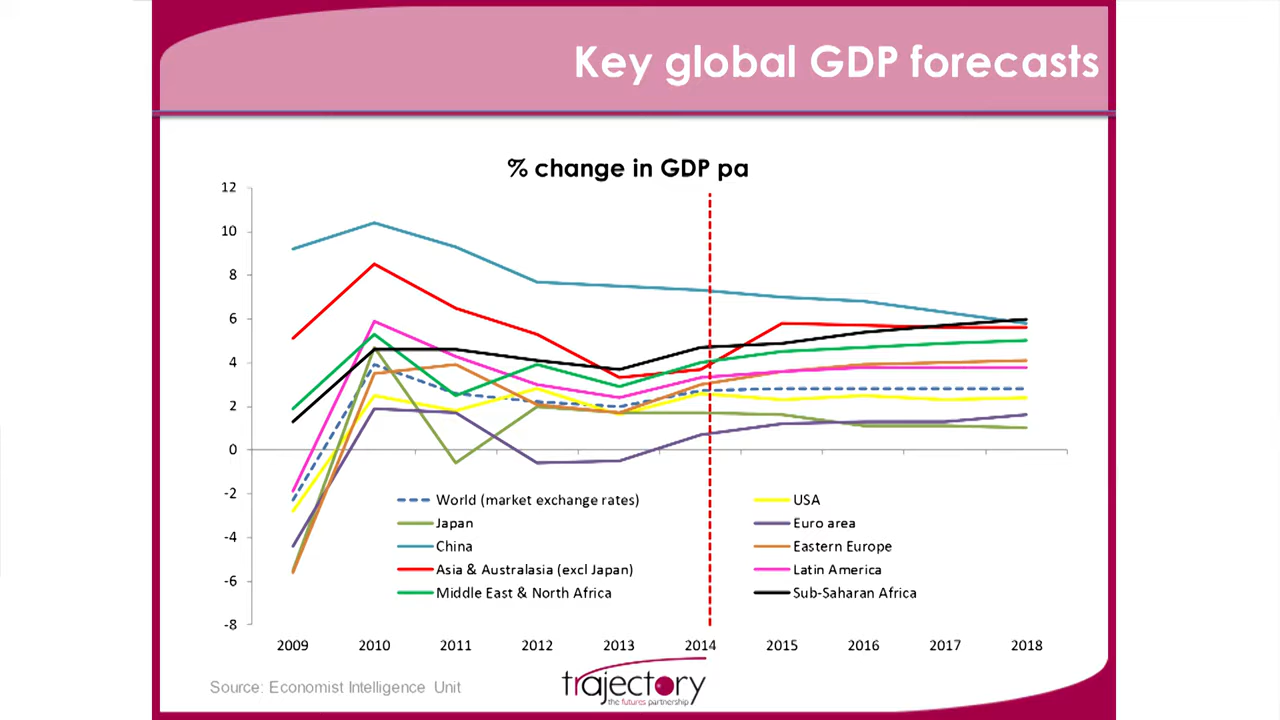 Key global GDP forecasts
% change in GDP pa
12
10
8
6
4
2
0
-2
-4
-6
-8
World (market exchange rates)
USA
Japan
Euro area
China
Eastern Europe
Asia & Australasia (excl Japan)
Latin America
Middle East & North Africa
Sub-Saharan Africa
2009 2010 2011 2012 2013 2014 2015 2016 2017 2018
Source: Economist Intelligence Unit
trajectory
the futures partnership